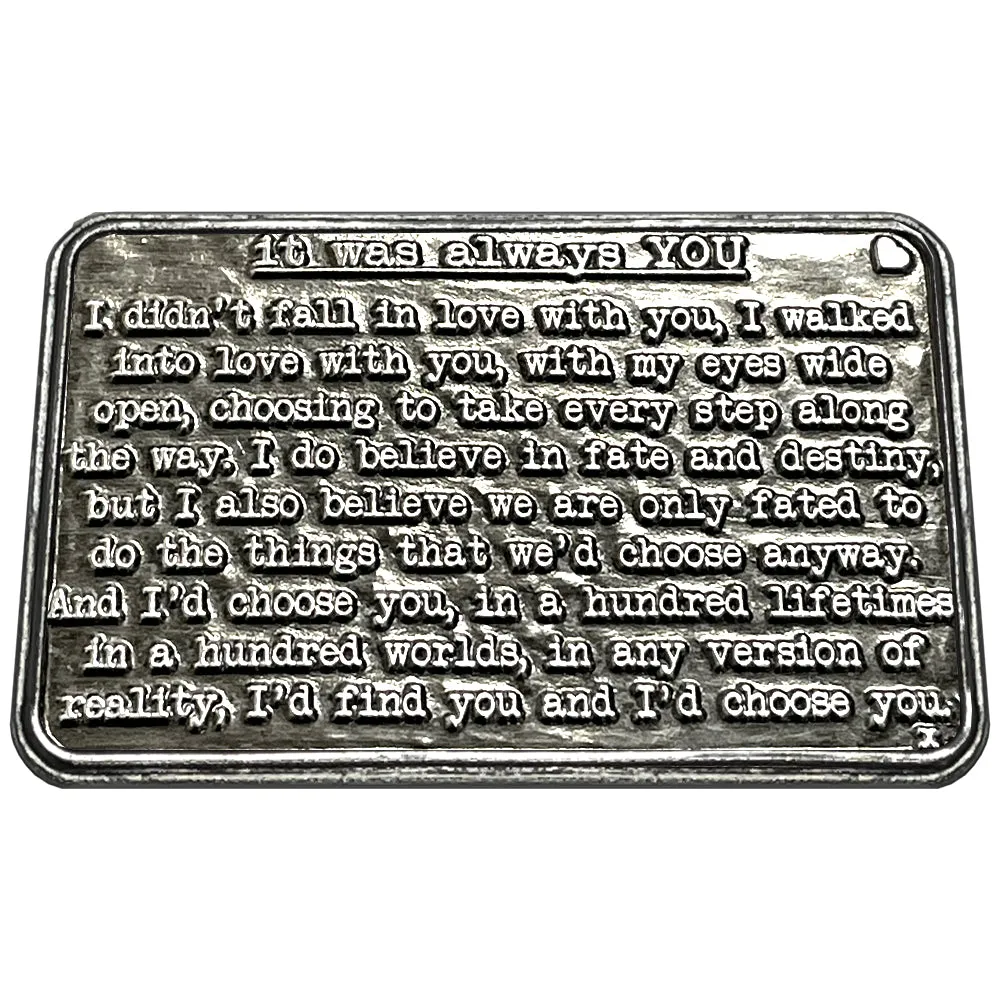 it was always YOU
I didn't fall in love with you, I walked
into love with you, with my eyes wide
open, choosing to take every step along
the way. I do believe in fate and destiny,
but I also believe we are only fated to
do the things that we'd choose anyway.
And I'd choose you, in a hundred lifetimes
in a hundred worlds, in any version of
reality, I'd find you and I'd choose you.
x